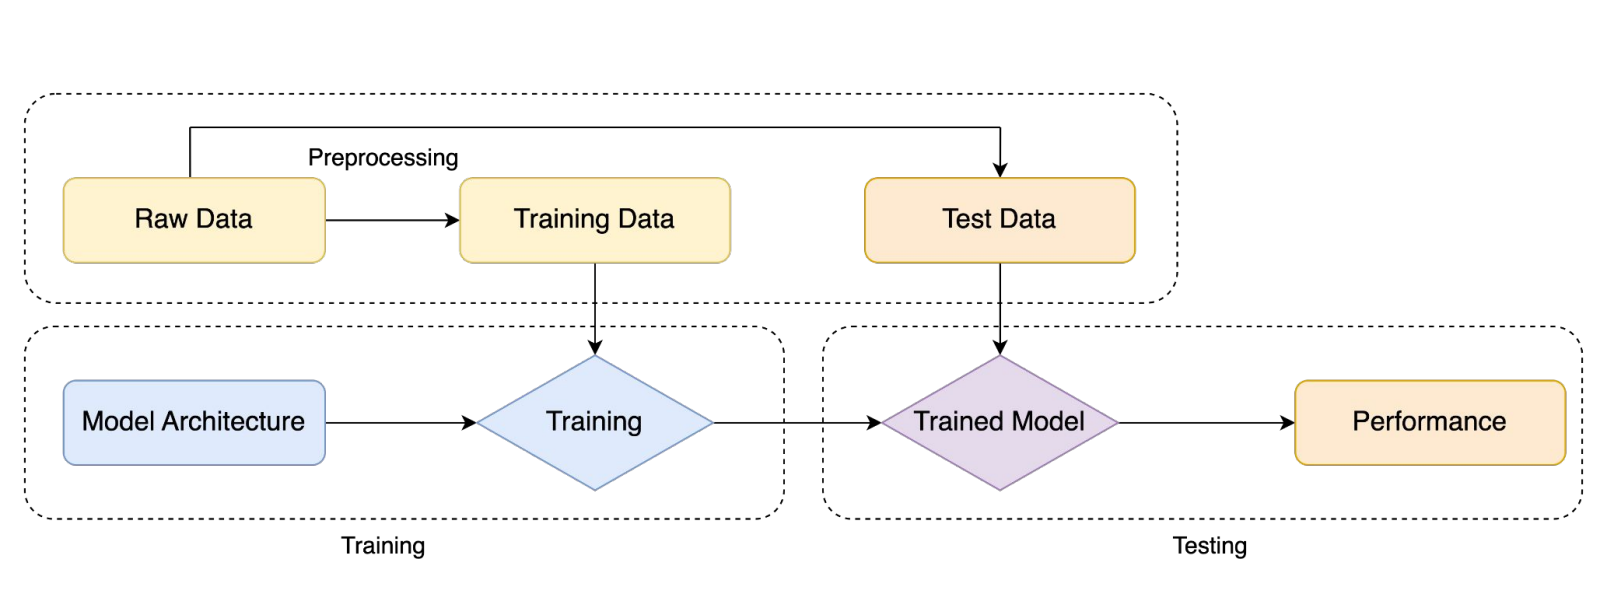 Preprocessing
Raw Data
Training Data
Test Data
Model Architecture
Training
Trained Model
Performance
Training
Testing